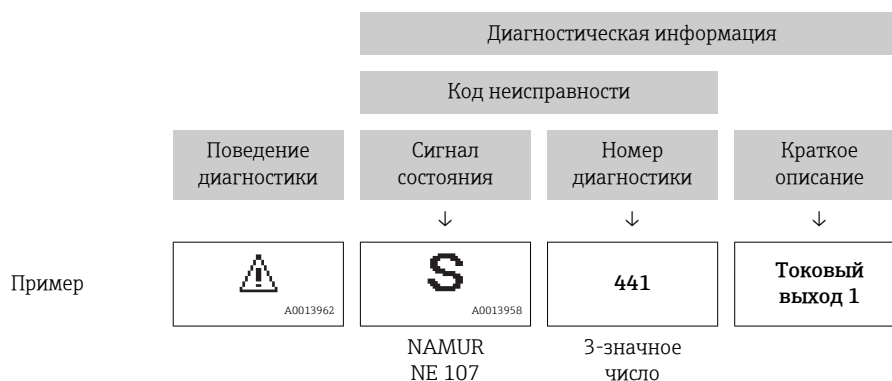 Диагностическая информация
Код неисправности
Поведение
диагностики
Сигнал
состояния
Номер
диагностики
Краткое
описание
↓ ↓ ↓
Пример
A0013962
S
A0013958
441
Токовый
выход 1
NAMUR
NE 107
3-значное
число